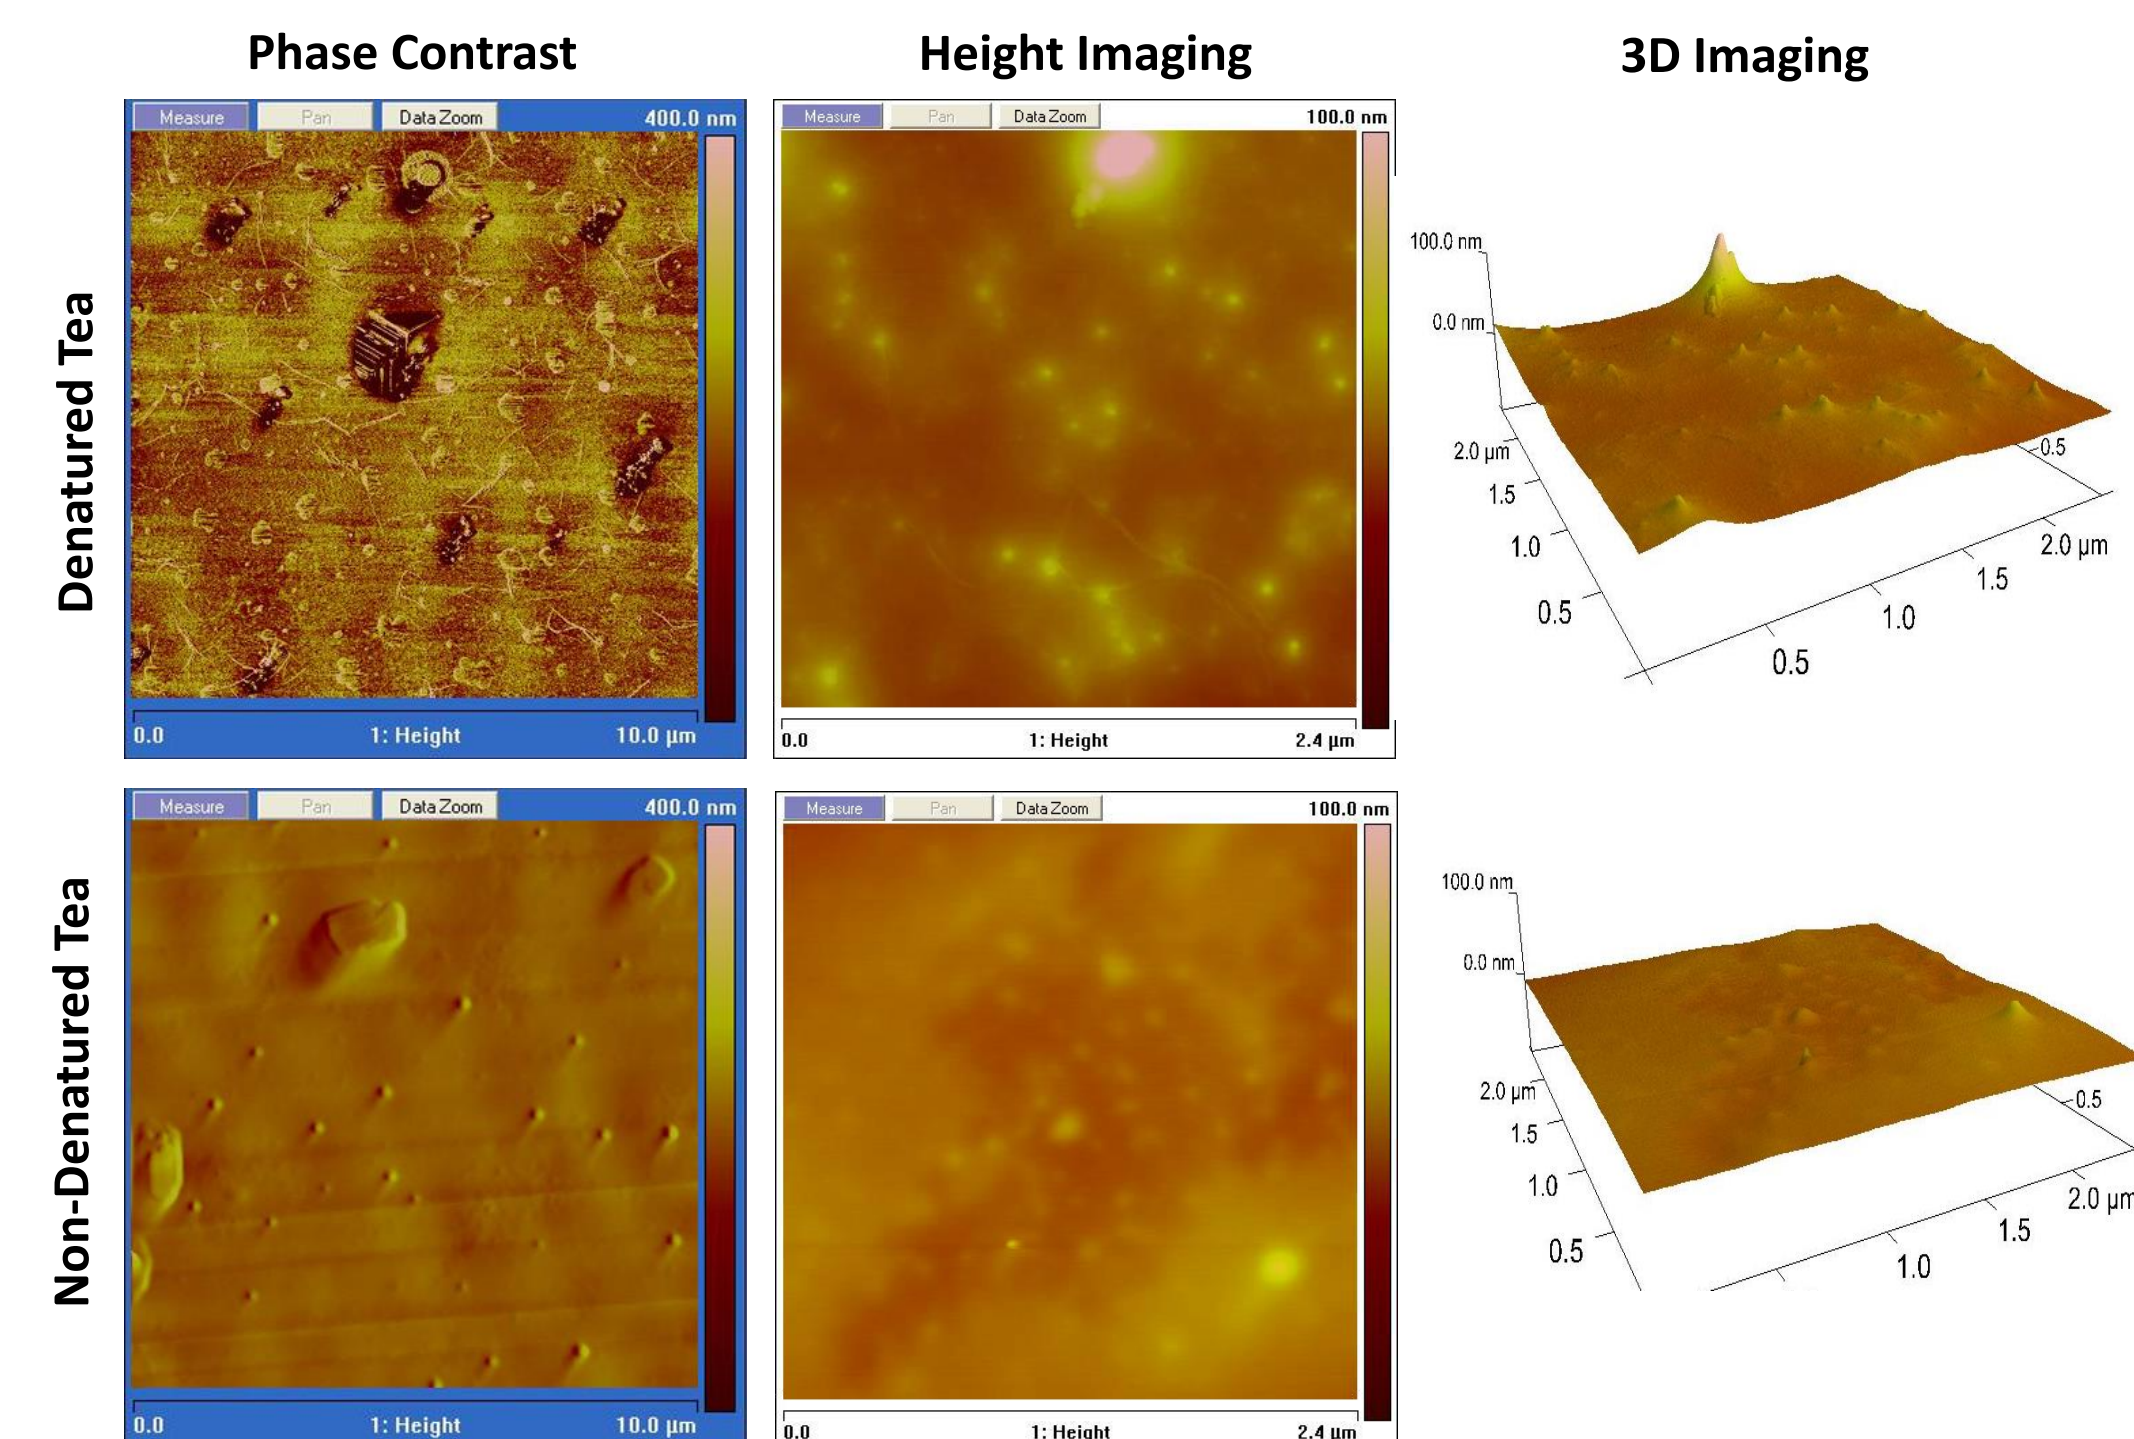 Phase Contrast
Height Imaging
3D Imaging
Denatured Tea
Measure Pan Data Zoom 400.0 nm
0.0 1: Height 10.0 µm
Measure Pan Data Zoom 100.0 nm
0.0 1: Height 2.4 µm
100.0 nm
0.0 nm
2.0 µm
1.5
1.0
0.5
0.5
1.0
1.5
2.0 µm
0.5
Non-Denatured Tea
Measure Pan Data Zoom 400.0 nm
0.0 1: Height 10.0 µm
Measure Pan Data Zoom 100.0 nm
0.0 1: Height 2.4 µm
100.0 nm
0.0 nm
2.0 µm
1.5
1.0
0.5
1.0
1.5
2.0 µm
0.5